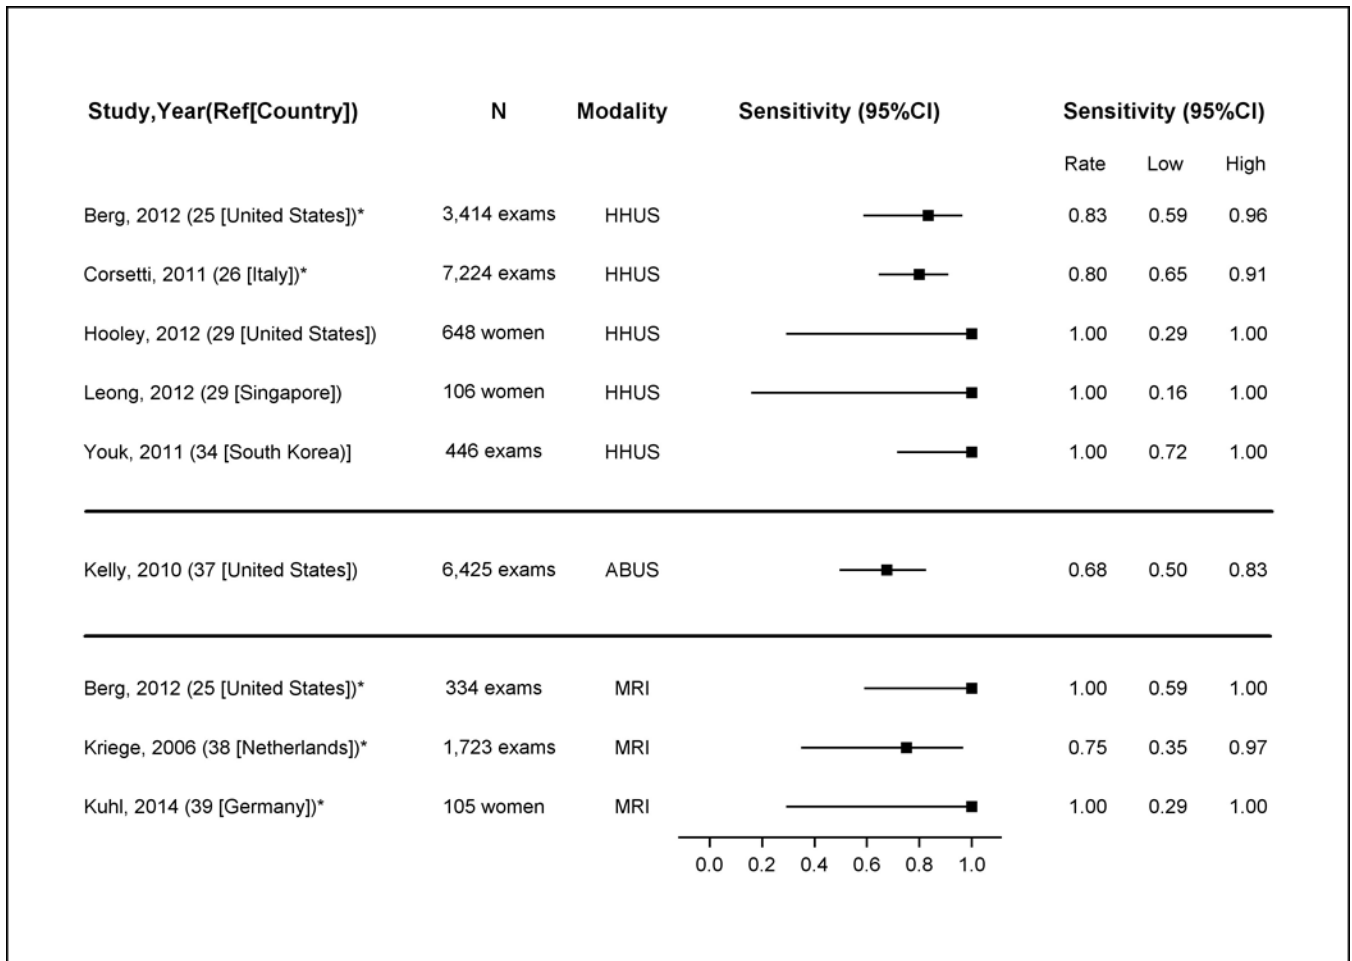 Study,Year(Ref[Country]) N Modality Sensitivity (95%CI) Sensitivity (95%CI)
Rate Low High
Berg, 2012 (25 [United States])* 3,414 exams HHUS 0.83 0.59 0.96
Corsetti, 2011 (26 [Italy])* 7,224 exams HHUS 0.80 0.65 0.91
Hooley, 2012 (29 [United States]) 648 women HHUS 1.00 0.29 1.00
Leong, 2012 (29 [Singapore]) 106 women HHUS 1.00 0.16 1.00
Youk, 2011 (34 [South Korea)] 446 exams HHUS 1.00 0.72 1.00
Kelly, 2010 (37 [United States]) 6,425 exams ABUS 0.68 0.50 0.83
Berg, 2012 (25 [United States])* 334 exams MRI 1.00 0.59 1.00
Kriege, 2006 (38 [Netherlands])* 1,723 exams MRI 0.75 0.35 0.97
Kuhl, 2014 (39 [Germany])* 105 women MRI 1.00 0.29 1.00
0.0 0.2 0.4 0.6 0.8 1.0